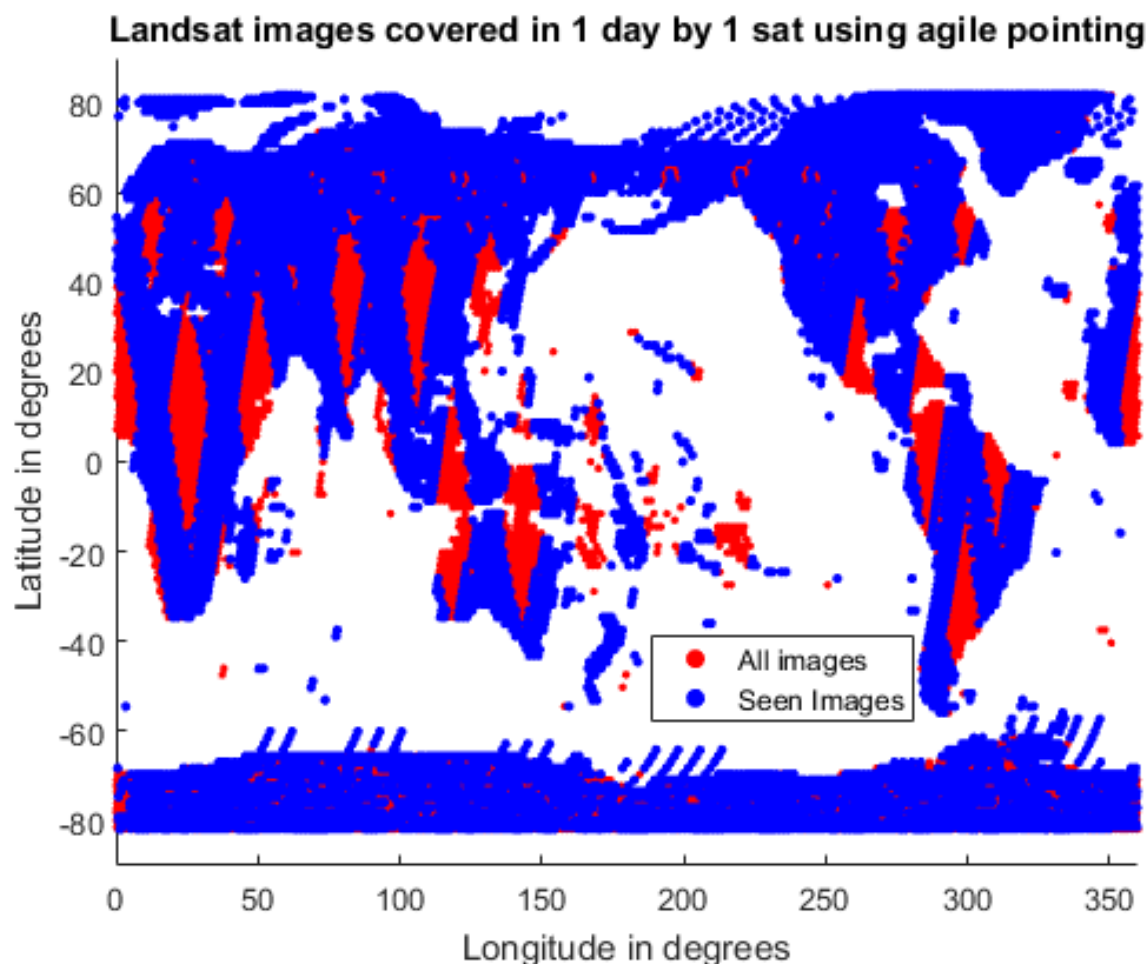 Landsat images covered in 1 day by 1 sat using agile pointing
80
60
40
20
0
-20
-40
-60
-80
Latitude in degrees
All images
Seen Images
0 50 100 150 200 250 300 350
Longitude in degrees